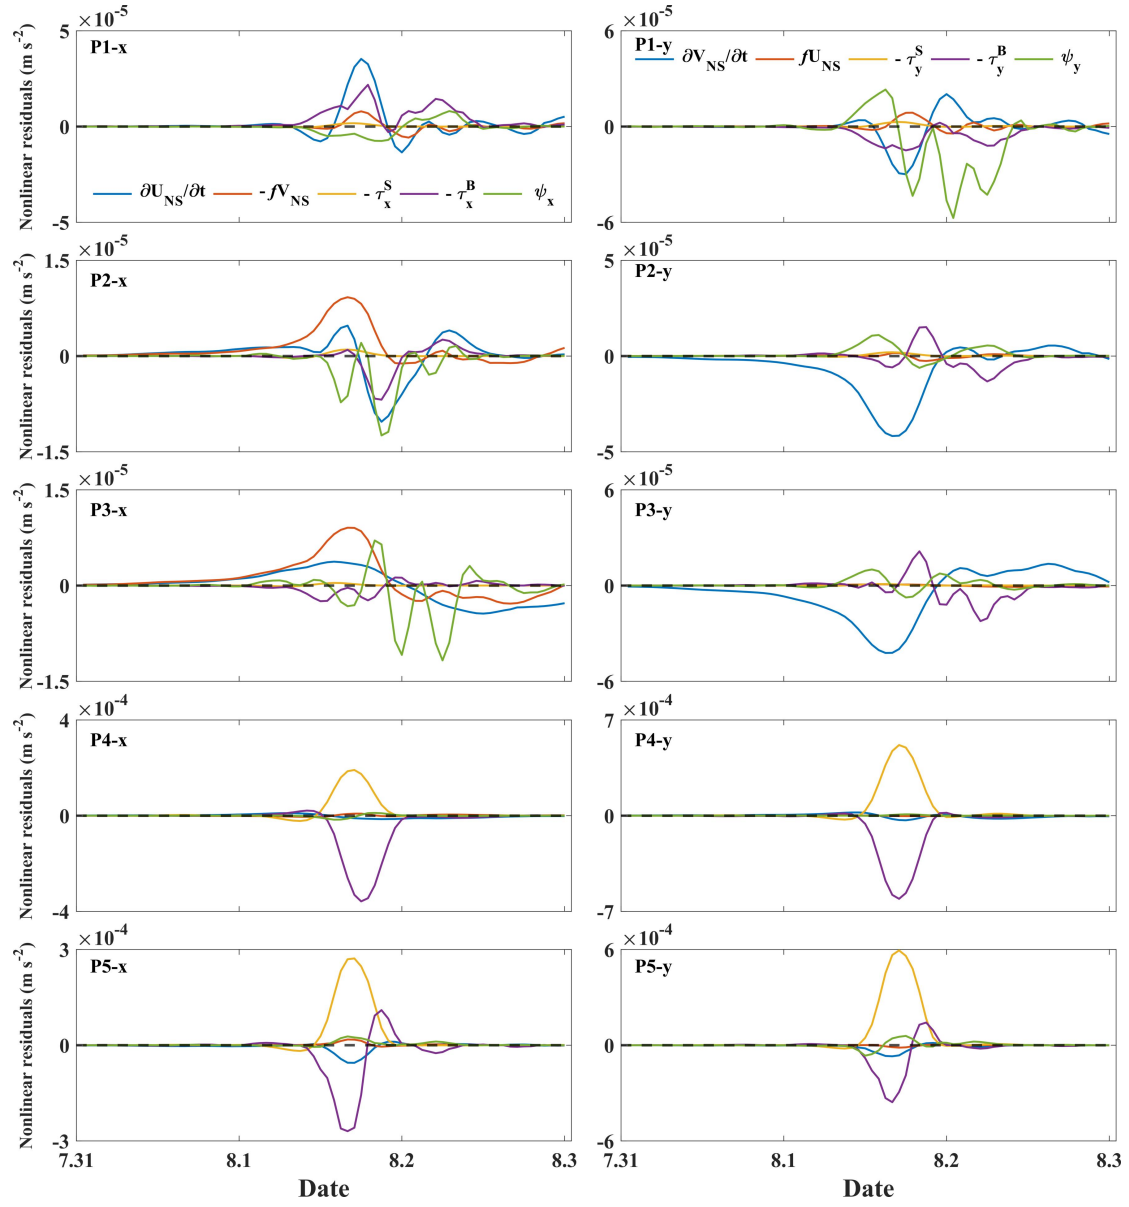 ×10⁻⁵ ×10⁻⁵
5 6
P1-x P1-y
∂V_NS/∂t fU_NS - τ_y^S - τ_y^B ψ_y
0 0
∂U_NS/∂t - fV_NS - τ_x^S - τ_x^B ψ_x
-5 -6
Nonlinear residuals (m s⁻²)
×10⁻⁵ ×10⁻⁵
1.5 5
P2-x P2-y
0 0
-1.5 -5
Nonlinear residuals (m s⁻²)
×10⁻⁵ ×10⁻⁵
1.5 6
P3-x P3-y
0 0
-1.5 -6
Nonlinear residuals (m s⁻²)
×10⁻⁴ ×10⁻⁴
4 7
P4-x P4-y
0 0
-4 -7
Nonlinear residuals (m s⁻²)
×10⁻⁴ ×10⁻⁴
3 6
P5-x P5-y
0 0
-3 -6
Nonlinear residuals (m s⁻²)
7.31 8.1 8.2 8.3 7.31 8.1 8.2 8.3
Date Date